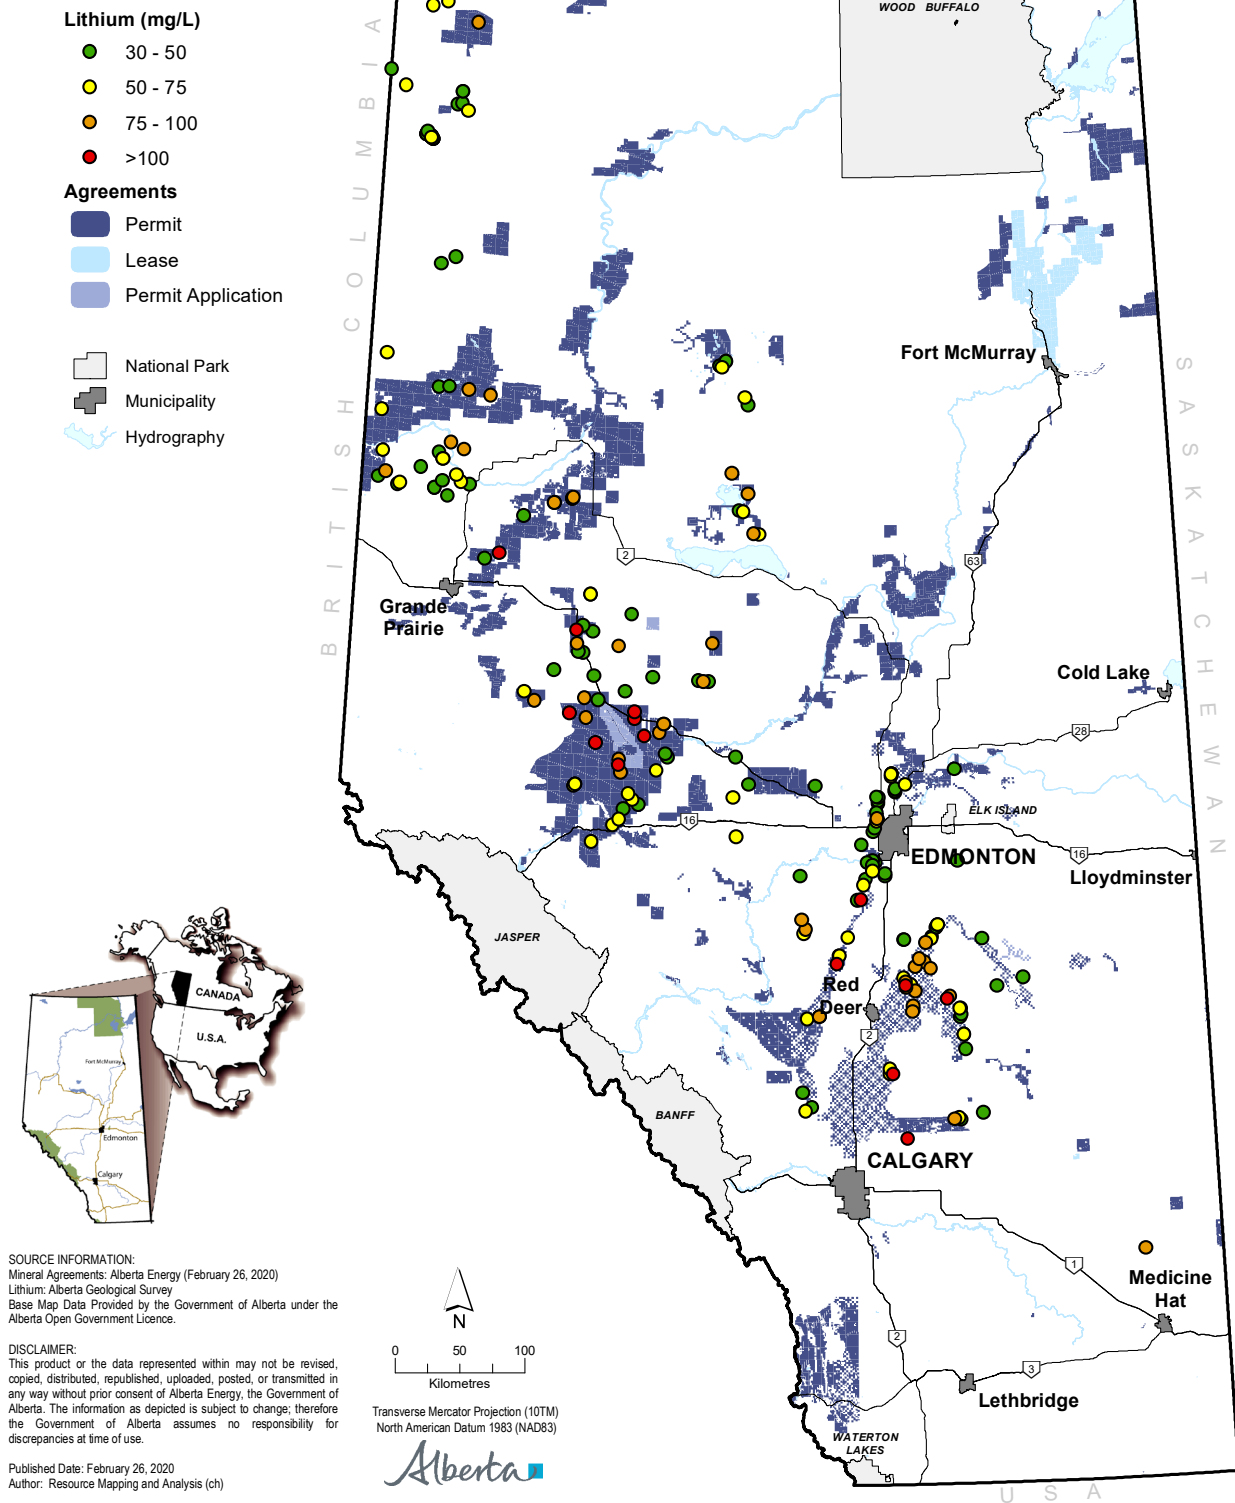 Lithium (mg/L)
30 - 50
50 - 75
75 - 100
>100
Agreements
Permit
Lease
Permit Application
National Park
Municipality
Hydrography
WOOD BUFFALO
BRITISH COLUMBIA
SASKATCHEWAN
Fort McMurray
63
2
Grande
Prairie
Cold Lake
28
16
ELK ISLAND
EDMONTON
16
Lloydminster
JASPER
Red
Deer
2
BANFF
CALGARY
1
Medicine
Hat
2
3
Lethbridge
WATERTON
LAKES
USA
CANADA
U.S.A.
Fort McMurray
Edmonton
Calgary
SOURCE INFORMATION:
Mineral Agreements: Alberta Energy (February 26, 2020)
Lithium: Alberta Geological Survey
Base Map Data Provided by the Government of Alberta under the
Alberta Open Government Licence.
DISCLAIMER:
This product or the data represented within may not be revised,
copied, distributed, republished, uploaded, posted, or transmitted in
any way without prior consent of Alberta Energy, the Government of
Alberta. The information as depicted is subject to change; therefore
the Government of Alberta assumes no responsibility for
discrepancies at time of use.
Published Date: February 26, 2020
Author: Resource Mapping and Analysis (ch)
N
0 50 100
Kilometres
Transverse Mercator Projection (10TM)
North American Datum 1983 (NAD83)
Alberta